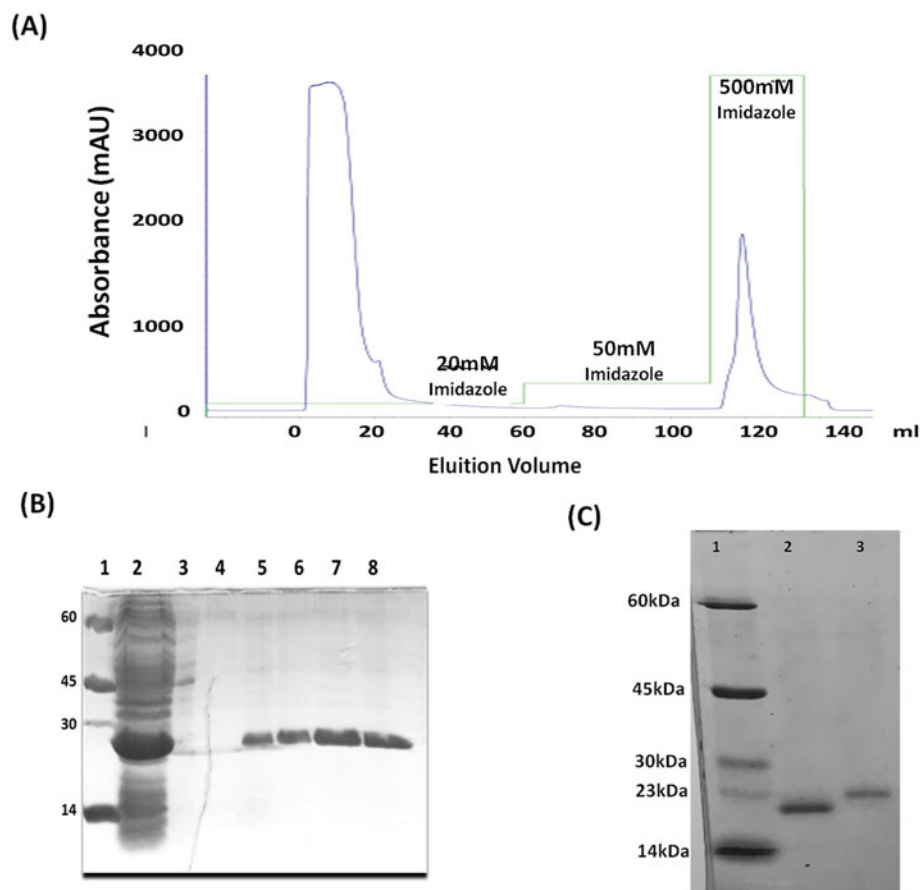 (A)
4000
3000
2000
1000
0
Absorbance (mAU)
500mM
Imidazole
50mM
Imidazole
20mM
Imidazole
0 20 40 60 80 100 120 140 ml
Eluition Volume
(B)
1 2 3 4 5 6 7 8
60
45
30
14
(C)
1 2 3
60kDa
45kDa
30kDa
23kDa
14kDa